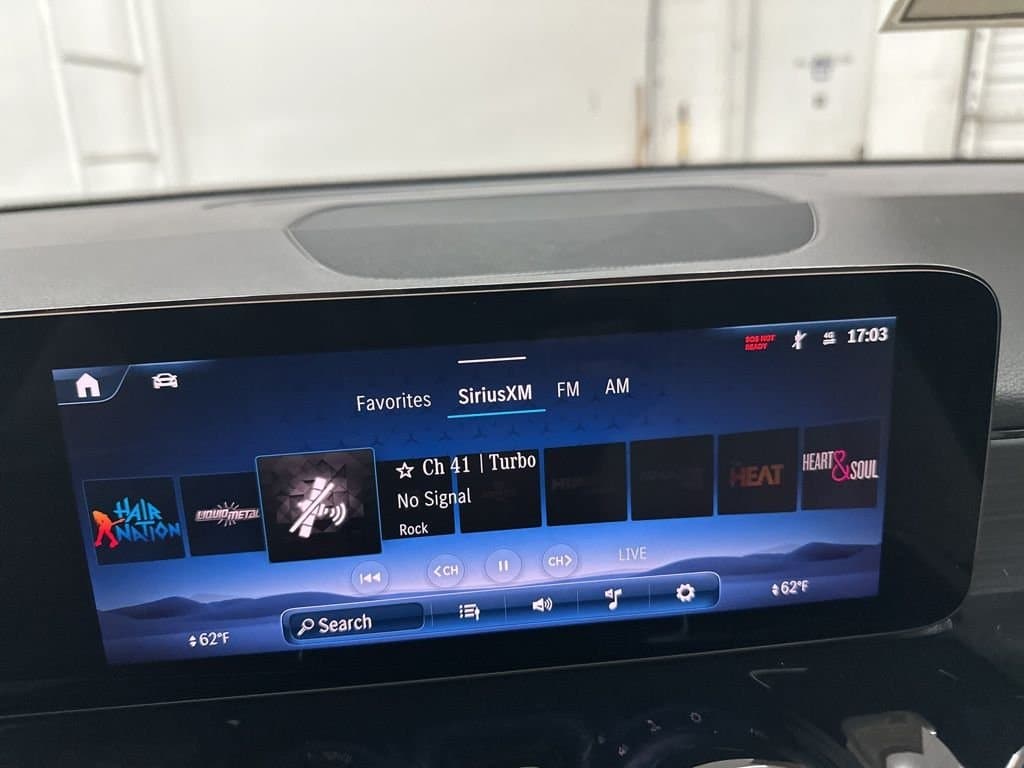 SOS NOT
READY
4G
17:03
Favorites
SiriusXM
FM
AM
HAIR
NATION
LIQUID METAL
Ch 41 | Turbo
No Signal
Rock
HEAT
HEART & SOUL
<CH
CH>
LIVE
62°F
Search
62°F